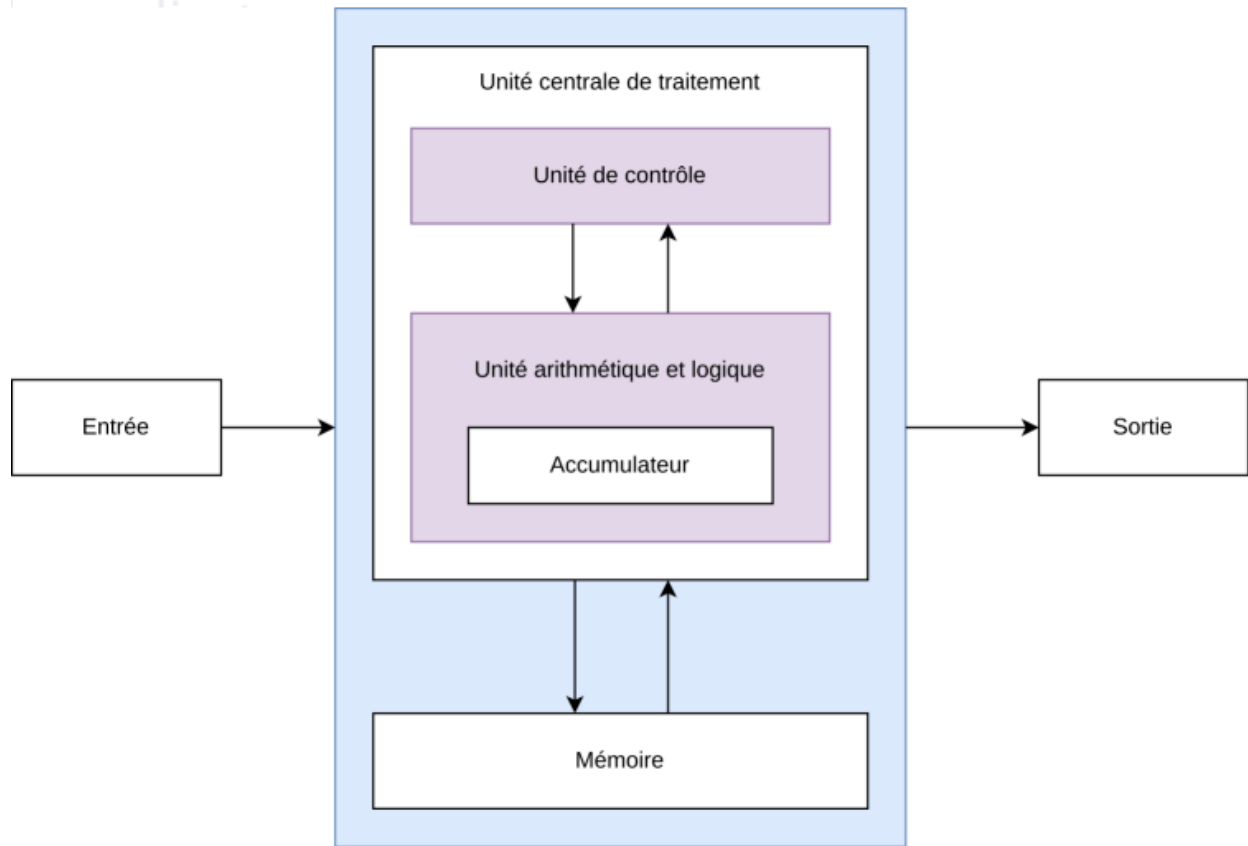 Unité centrale de traitement
Unité de contrôle
Unité arithmétique et logique
Entrée
Accumulateur
Sortie
Mémoire